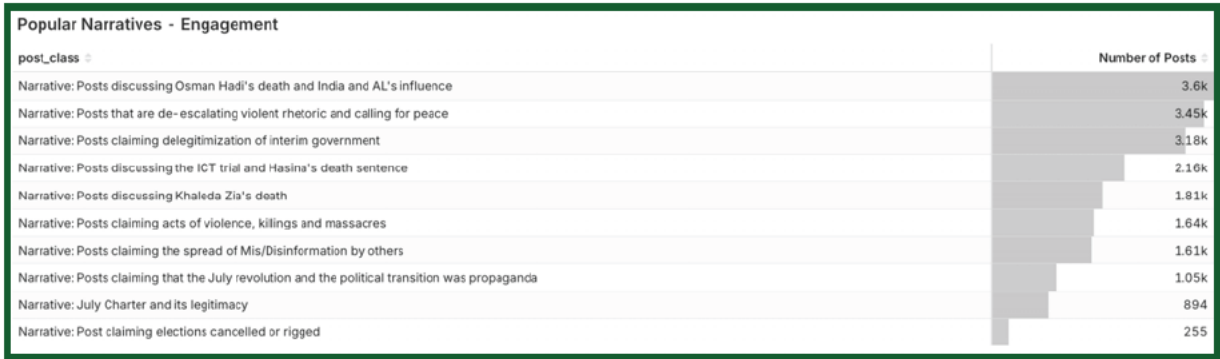 Popular Narratives - Engagement
post_class Number of Posts
Narrative: Posts discussing Osman Hadi's death and India and AL's influence 3.6k
Narrative: Posts that are de-escalating violent rhetoric and calling for peace 3.45k
Narrative: Posts claiming delegitimization of interim government 3.18k
Narrative: Posts discussing the ICT trial and Hasina's death sentence 2.16k
Narrative: Posts discussing Khaleda Zia's death 1.81k
Narrative: Posts claiming acts of violence, killings and massacres 1.64k
Narrative: Posts claiming the spread of Mis/Disinformation by others 1.61k
Narrative: Posts claiming that the July revolution and the political transition was propaganda 1.05k
Narrative: July Charter and its legitimacy 894
Narrative: Post claiming elections cancelled or rigged 255